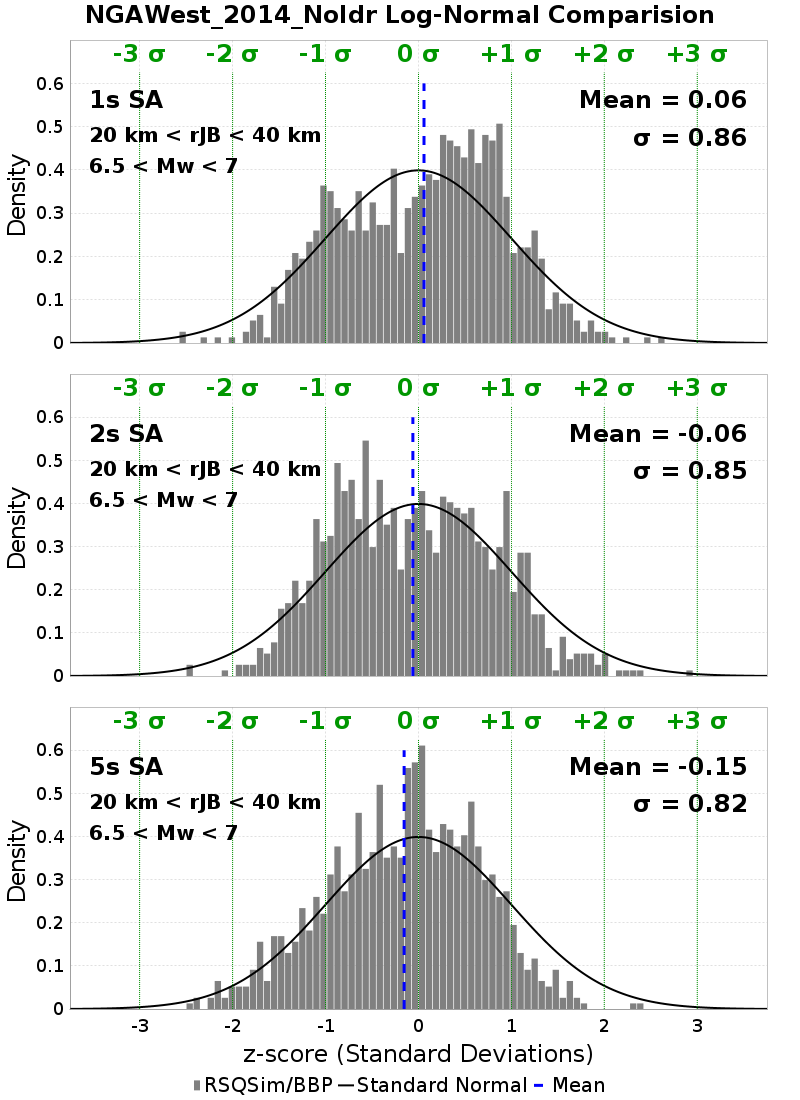 NGAWest_2014_NoIdr Log-Normal Comparision
-3 σ -2 σ -1 σ 0 σ +1 σ +2 σ +3 σ
1s SA
Mean = 0.06
20 km < rJB < 40 km
σ = 0.86
6.5 < Mw < 7
Density
0.6
0.5
0.4
0.3
0.2
0.1
0
-3 σ -2 σ -1 σ 0 σ +1 σ +2 σ +3 σ
2s SA
Mean = -0.06
20 km < rJB < 40 km
σ = 0.85
6.5 < Mw < 7
Density
0.6
0.5
0.4
0.3
0.2
0.1
0
-3 σ -2 σ -1 σ 0 σ +1 σ +2 σ +3 σ
5s SA
Mean = -0.15
20 km < rJB < 40 km
σ = 0.82
6.5 < Mw < 7
Density
0.6
0.5
0.4
0.3
0.2
0.1
0
-3 -2 -1 0 1 2 3
z-score (Standard Deviations)
RSQSim/BBP Standard Normal Mean